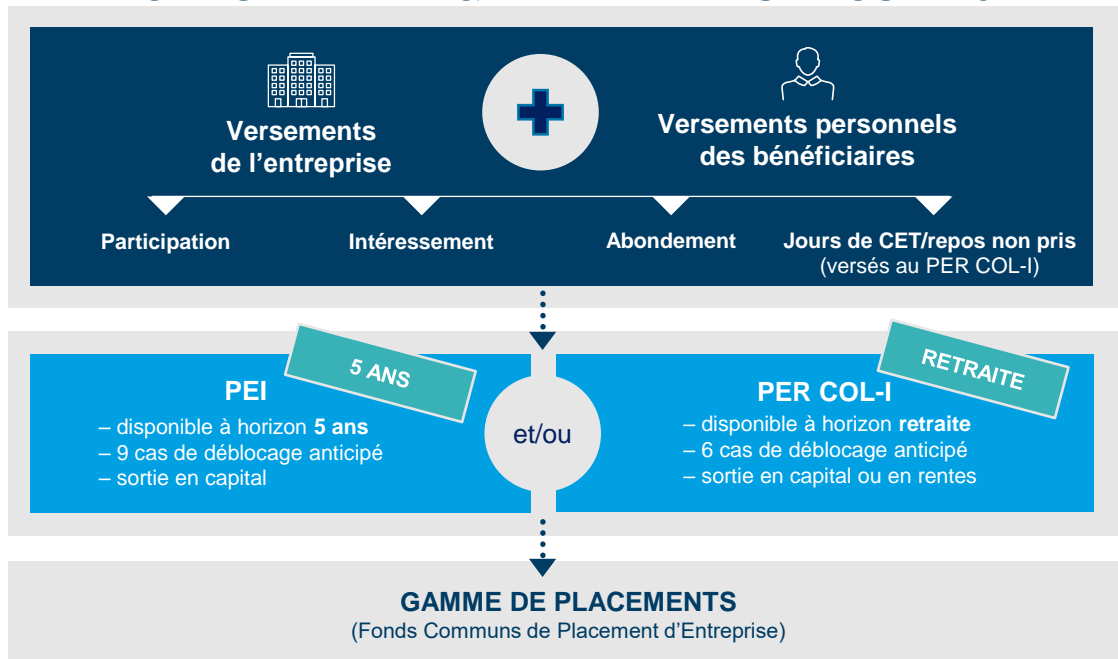 Versements
de l'entreprise
Versements personnels
des bénéficiaires
Participation
Intéressement
Abondement
Jours de CET/repos non pris
(versés au PER COL-I)
5 ANS
PEI
– disponible à horizon 5 ans
– 9 cas de déblocage anticipé
– sortie en capital
et/ou
RETRAITE
PER COL-I
– disponible à horizon retraite
– 6 cas de déblocage anticipé
– sortie en capital ou en rentes
GAMME DE PLACEMENTS
(Fonds Communs de Placement d'Entreprise)